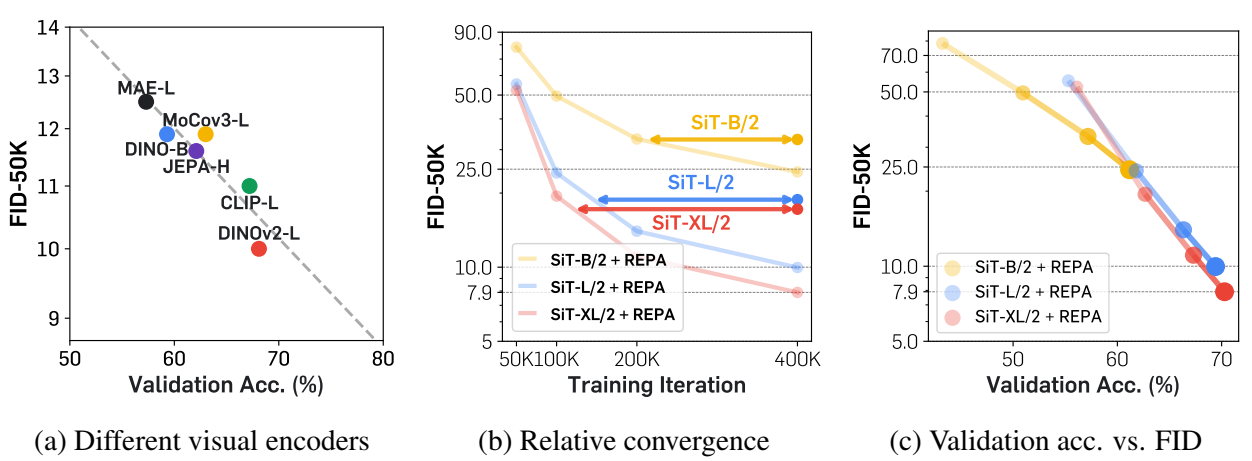 14
13
12
11
10
9
FID-50K
MAE-L
MoCov3-L
DINO-B
JEPA-H
CLIP-L
DINOv2-L
50 60 70 80
Validation Acc. (%)
(a) Different visual encoders
90.0
50.0
25.0
10.0
7.9
5
FID-50K
SiT-B/2
SiT-L/2
SiT-XL/2
SiT-B/2 + REPA
SiT-L/2 + REPA
SiT-XL/2 + REPA
50K 100K 200K 400K
Training Iteration
(b) Relative convergence
70.0
50.0
25.0
10.0
7.9
5.0
FID-50K
SiT-B/2 + REPA
SiT-L/2 + REPA
SiT-XL/2 + REPA
50 60 70
Validation Acc. (%)
(c) Validation acc. vs. FID